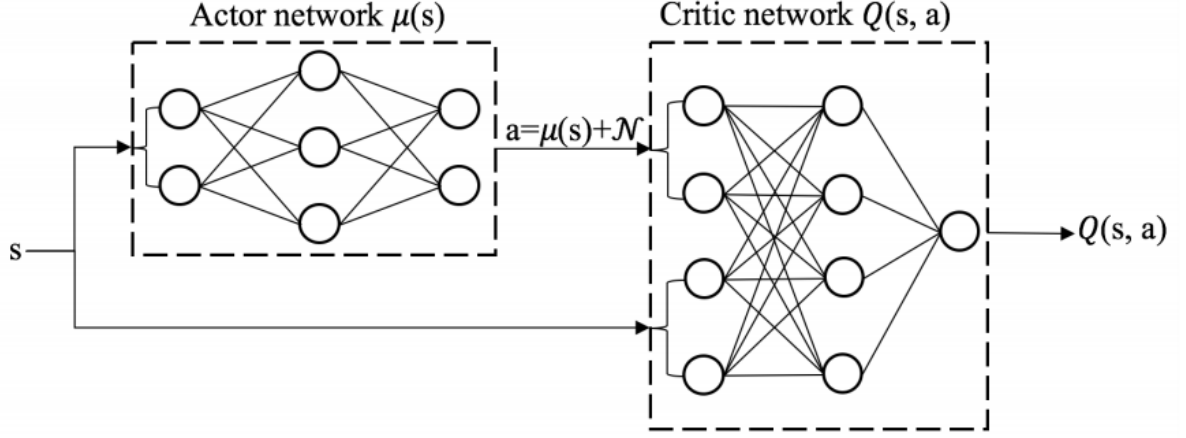 Actor network μ(s)
Critic network Q(s, a)
a=μ(s)+𝒩
s
Q(s, a)